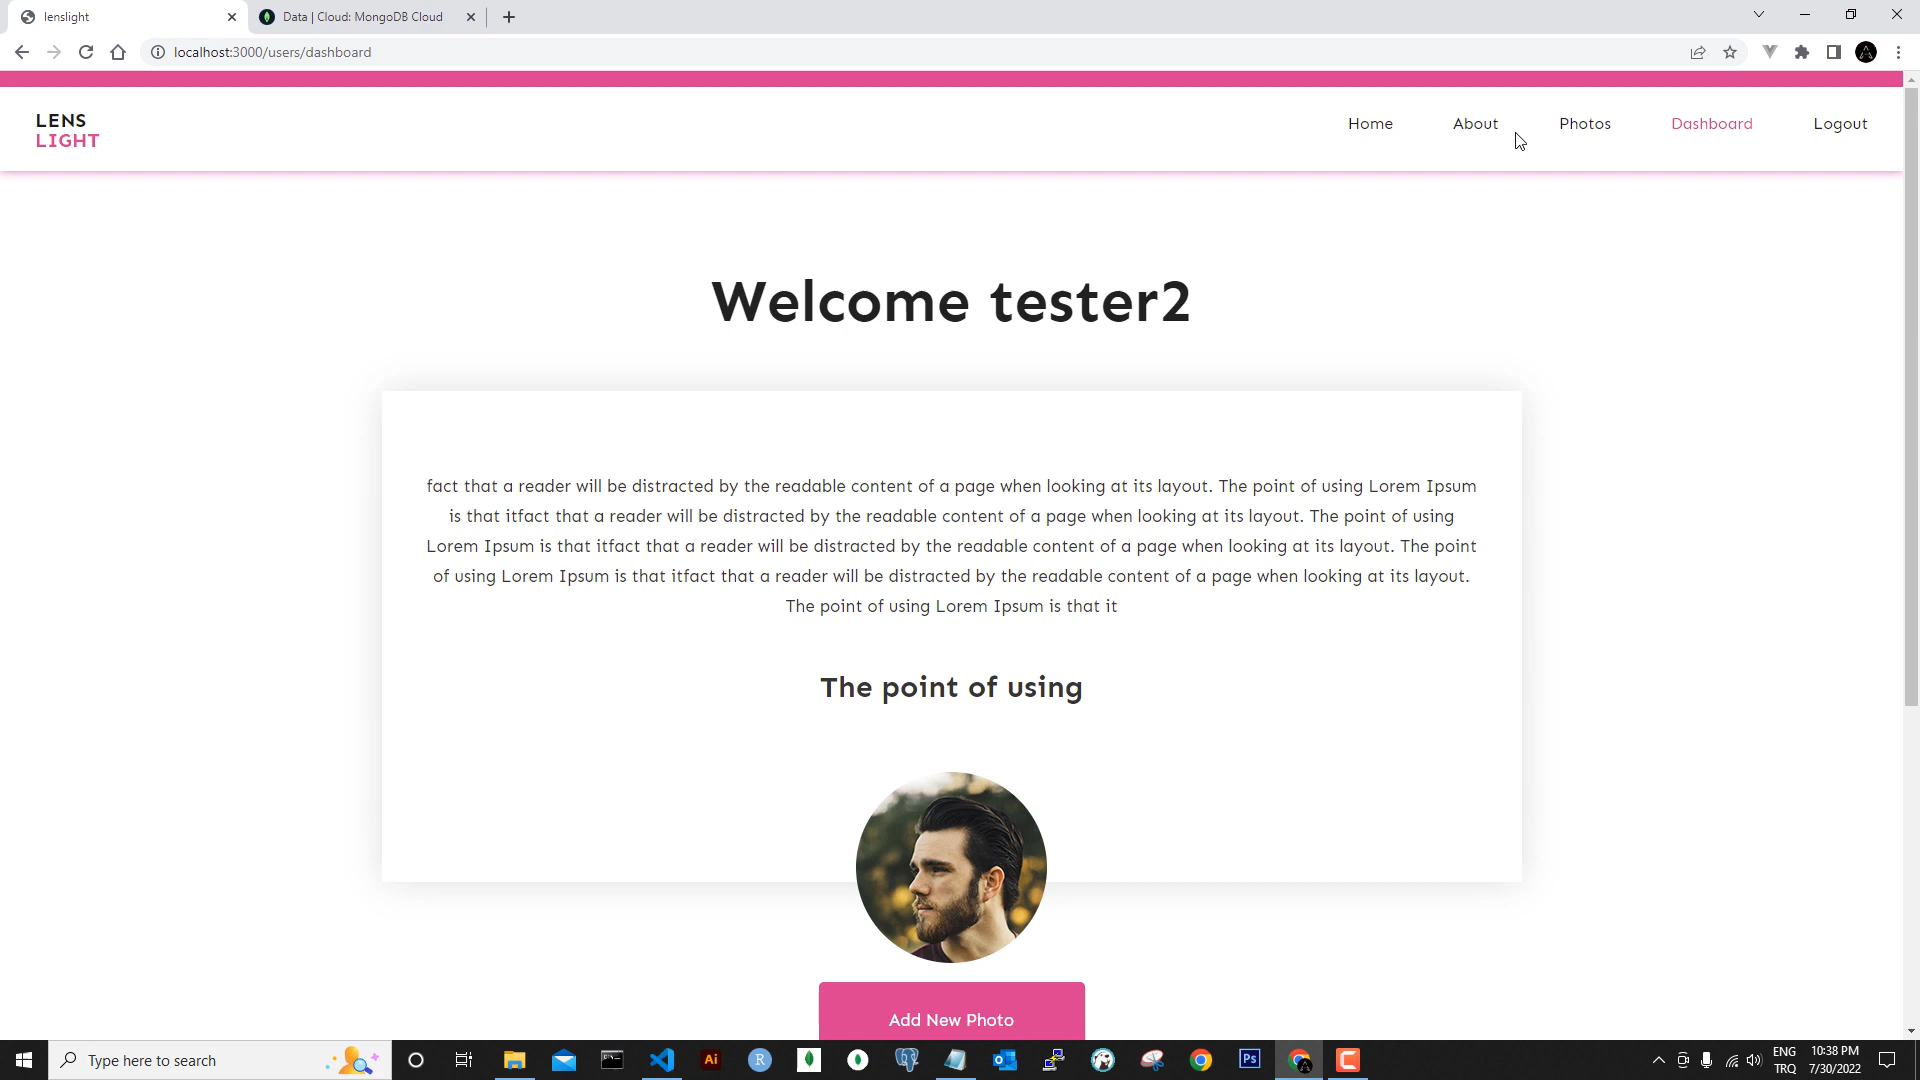 lenslight
Data | Cloud: MongoDB Cloud
localhost:3000/users/dashboard
LENS
LIGHT
Home
About
Photos
Dashboard
Logout
Welcome tester2
fact that a reader will be distracted by the readable content of a page when looking at its layout. The point of using Lorem Ipsum
is that itfact that a reader will be distracted by the readable content of a page when looking at its layout. The point of using
Lorem Ipsum is that itfact that a reader will be distracted by the readable content of a page when looking at its layout. The point
of using Lorem Ipsum is that itfact that a reader will be distracted by the readable content of a page when looking at its layout.
The point of using Lorem Ipsum is that it
The point of using
Add New Photo
Type here to search
Ai
R
Ps
ENG
TRQ
10:38 PM
7/30/2022